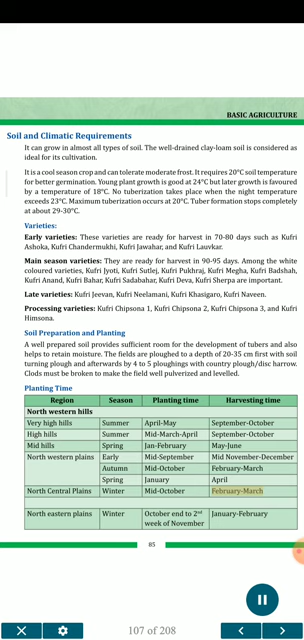 BASIC AGRICULTURE
Soil and Climatic Requirements
It can grow in almost all types of soil. The well-drained clay-loam soil is considered as
ideal for its cultivation.
It is a cool season crop and can tolerate moderate frost. It requires 20°C soil temperature
for better germination. Young plant growth is good at 24°C but later growth is favoured
by a temperature of 18°C. No tuberization takes place when the night temperature
exceeds 23°C. Maximum tuberization occurs at 20°C. Tuber formation stops completely
at about 29-30°C.
Varieties:
Early varieties: These varieties are ready for harvest in 70-80 days such as Kufri
Ashoka, Kufri Chandermukhi, Kufri Jawahar, and Kufri Lauvkar.
Main season varieties: They are ready for harvest in 90-95 days. Among the white
coloured varieties, Kufri Jyoti, Kufri Sutlej, Kufri Pukhraj, Kufri Megha, Kufri Badshah,
Kufri Anand, Kufri Bahar, Kufri Sadabahar, Kufri Deva, Kufri Sherpa are important.
Late varieties: Kufri Jeevan, Kufri Neelamani, Kufri Khasigaro, Kufri Naveen.
Processing varieties: Kufri Chipsona 1, Kufri Chipsona 2, Kufri Chipsona 3, and Kufri
Himsona.
Soil Preparation and Planting
A well prepared soil provides sufficient room for the development of tubers and also
helps to retain moisture. The fields are ploughed to a depth of 20-35 cm first with soil
turning plough and afterwards by 4 to 5 ploughings with country plough/disc harrow.
Clods must be broken to make the field well pulverized and levelled.
Planting Time
Region Season Planting time Harvesting time
North western hills
Very high hills Summer April-May September-October
High hills Summer Mid-March-April September-October
Mid hills Spring Jan-February May-June
North western plains Early Mid-September Mid November-December
Autumn Mid-October February-March
Spring January April
North Central Plains Winter Mid-October February-March
North eastern plains Winter October end to 2nd January-February
week of November
85
107 of 208